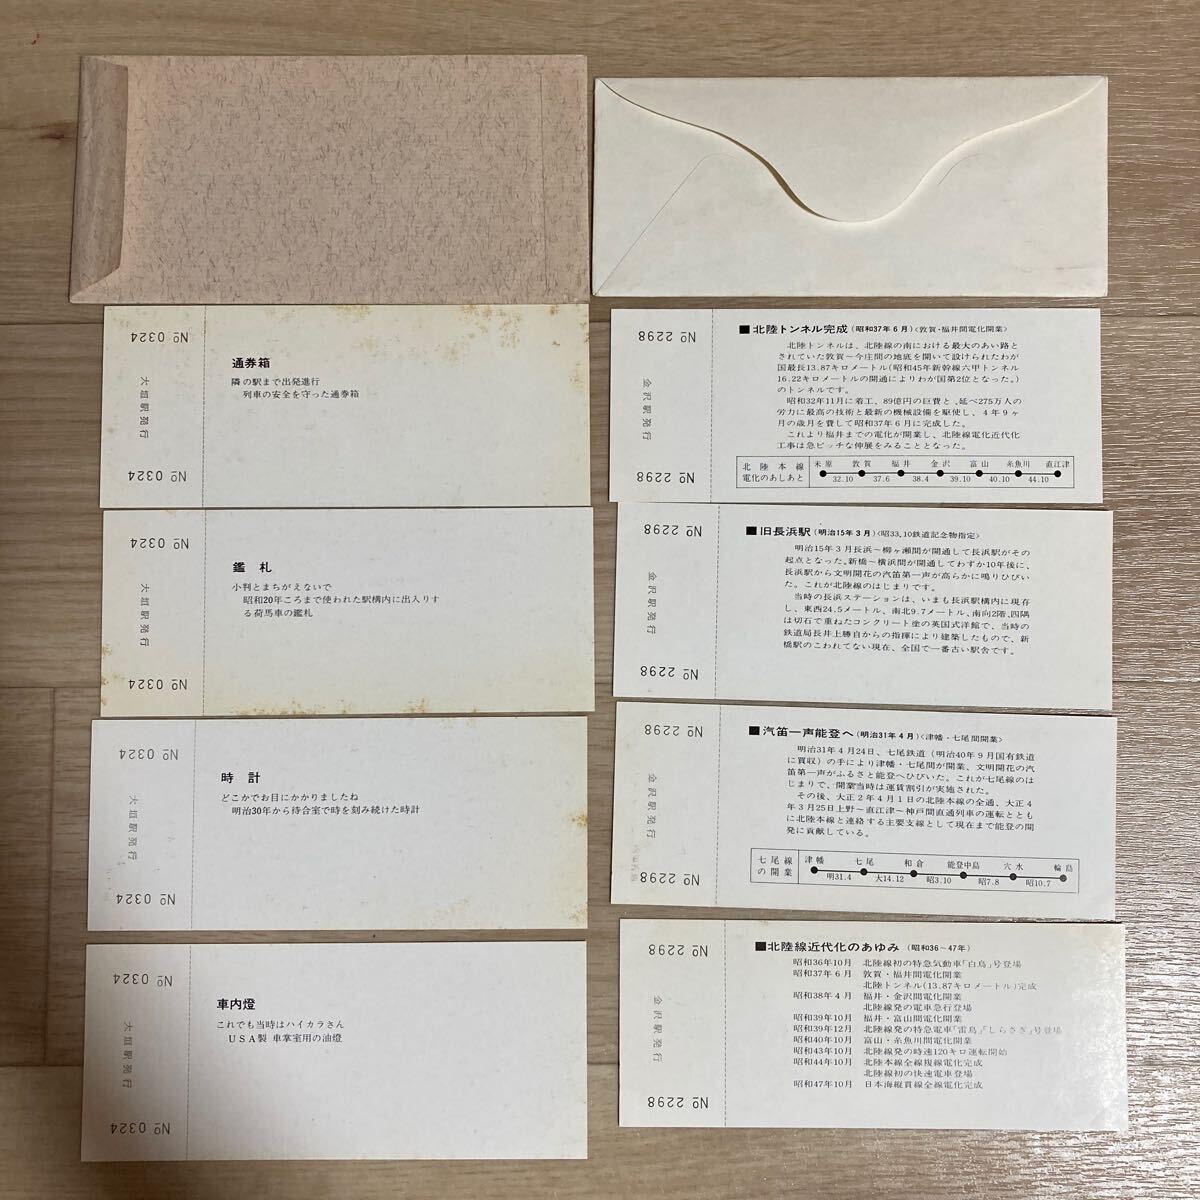 № 0324
大垣駅発行
№ 0324
通券箱
隣の駅まで出発進行
列車の安全を守った通券箱
№ 0324
大垣駅発行
№ 0324
鑑 札
小判とまちがえないで
昭和20年ころまで使われた駅構内に出入りす
る荷馬車の鑑札
№ 0324
大垣駅発行
№ 0324
時 計
どこかでお目にかかりましたね
明治30年から待合室で時を刻み続けた時計
№ 0324
大垣駅発行
№ 0324
車内燈
これでも当時はハイカラさん
USA製 車掌室用の油燈
№ 2298
金沢駅発行
№ 2298
■北陸トンネル完成(昭和37年6月)<敦賀・福井間電化開業>
北陸トンネルは、北陸線の南における最大のあい路と
されていた敦賀〜今庄間の地底を開いて設けられたわが
国最長13.87キロメートル(昭和45年新幹線六甲トンネル
16.22キロメートルの開通によりわが国第2位となった。)
のトンネルです。
昭和32年11月に着工、89億円の巨費と、延べ275万人の
労力に最高の技術と最新の機械設備を駆使し、4年9ヶ
月の歳月を費して昭和37年6月に完成した。
これより福井までの電化が開業し、北陸線電化近代化
工事は急ピッチな伸展をみることとなった。
北陸本線
電化のあしあと
米原 敦賀 福井 金沢 富山 糸魚川 直江津
32.10 37.6 38.4 39.10 40.10 44.10
№ 2298
金沢駅発行
№ 2298
■旧長浜駅(明治15年3月)<昭33.10鉄道記念物指定>
明治15年3月長浜〜柳ヶ瀬間が開通して長浜駅がその
起点となった。新橋〜横浜間が開通してわずか10年後に、
長浜駅から文明開花の汽笛第一声が高らかに鳴りひびい
た。これが北陸線のはじまりです。
当時の長浜ステーションは、いまも長浜駅構内に現存
し、東西24.5メートル、南北9.7メートル、南向2階、四隅
は切石で重ねたコンクリート塗の英国式洋館で、当時の
鉄道局長井上勝自からの指揮により建築したもので、新
橋駅のこわれてない現在、全国で一番古い駅舎です。
№ 2298
金沢駅発行
№ 2298
■汽笛一声能登へ(明治31年4月)<津幡・七尾間開業>
明治31年4月24日、七尾鉄道(明治40年9月国有鉄道
に買収)の手により津幡・七尾間が開業、文明開花の汽
笛第一声がふるさと能登へひびいた。これが七尾線のは
じまりで、開業当時は運賃割引が実施された。
その後、大正2年4月1日の北陸本線の全通、大正4
年3月25日上野〜直江津〜神戸間直通列車の運転ととも
に北陸本線と連絡する主要支線として現在まで能登の開
発に貢献している。
七尾線
の開業
津幡 七尾 和倉 能登中島 穴水 輪島
明31.4 大14.12 昭3.10 昭7.8 昭10.7
№ 2298
金沢駅発行
№ 2298
■北陸線近代化のあゆみ(昭和36〜47年)
昭和36年10月 北陸線初の特急気動車「白鳥」号登場
昭和37年6月 敦賀・福井間電化開業
北陸トンネル(13.87キロメートル)完成
昭和38年4月 福井・金沢間電化開業
北陸線発の電車急行登場
昭和39年10月 福井・富山間電化開業
昭和39年12月 北陸線発の特急電車「雷鳥」「しらさぎ」号登場
昭和40年10月 富山・糸魚川間電化開業
昭和43年10月 北陸線発の時速120キロ運転開始
昭和44年10月 北陸本線全線複線電化完成
北陸線初の快速電車登場
昭和47年10月 日本海縦貫線全線電化完成